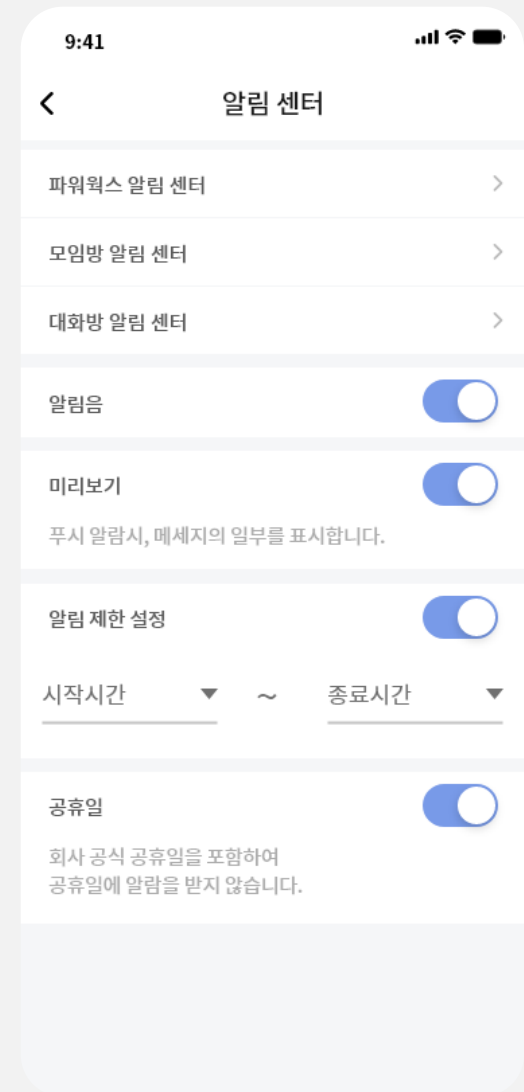 9:41
알림 센터
파워웍스 알림 센터
모임방 알림 센터
대화방 알림 센터
알림음
미리보기
푸시 알람시, 메세지의 일부를 표시합니다.
알림 제한 설정
시작시간 ~ 종료시간
공휴일
회사 공식 공휴일을 포함하여
공휴일에 알람을 받지 않습니다.